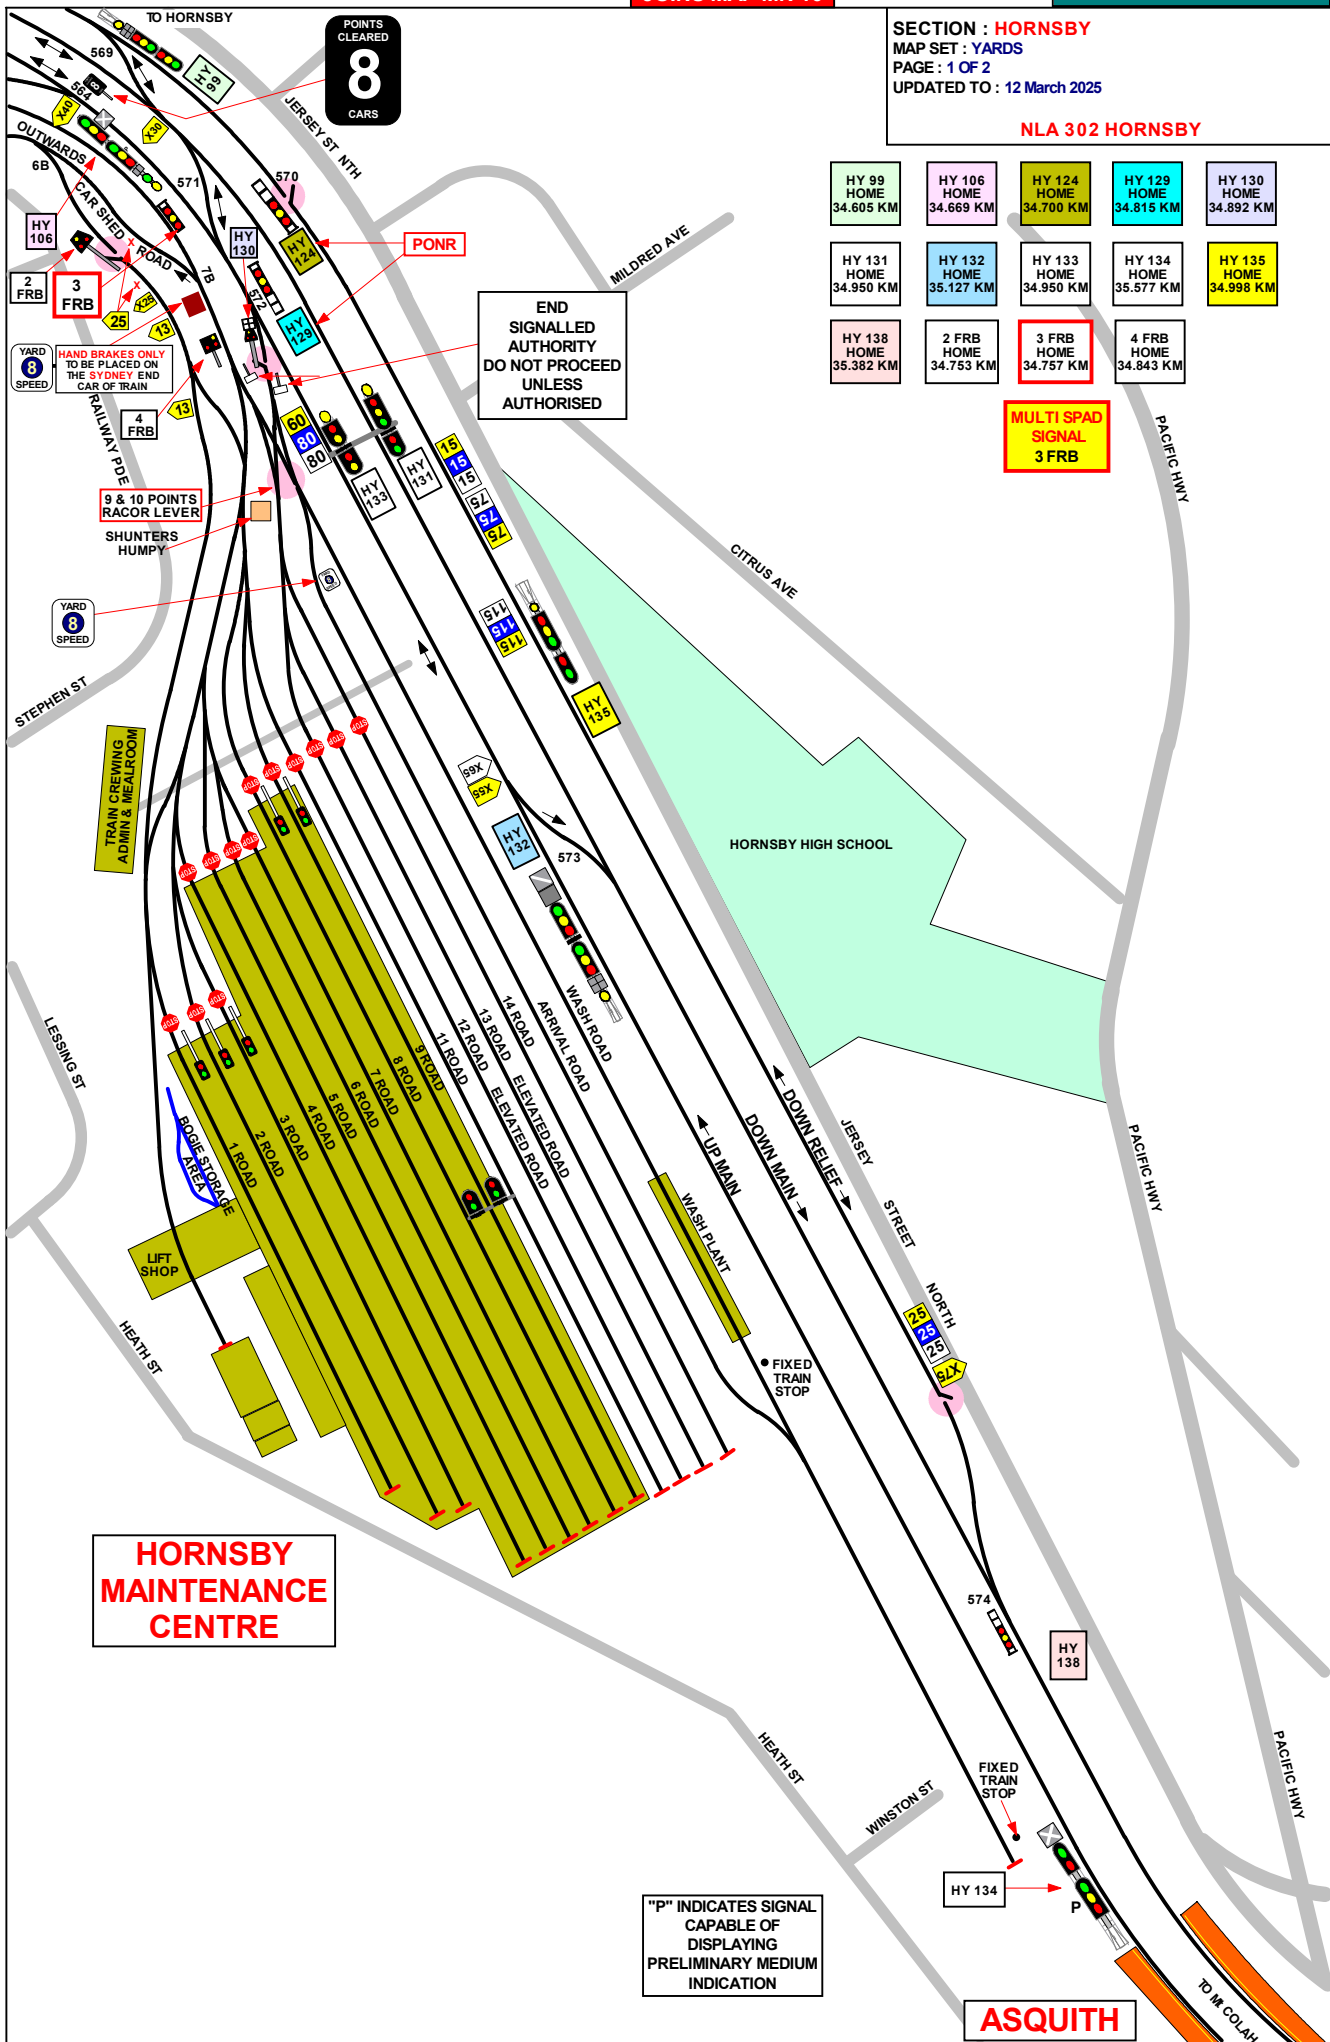 SECTION : HORNSBY
MAP SET : YARDS
PAGE : 1 OF 2
UPDATED TO : 12 March 2025
NLA 302 HORNSBY
HY 99
HOME
34.605 KM
HY 106
HOME
34.669 KM
HY 124
HOME
34.700 KM
HY 129
HOME
34.815 KM
HY 130
HOME
34.892 KM
HY 131
HOME
34.950 KM
HY 132
HOME
35.127 KM
HY 133
HOME
34.950 KM
HY 134
HOME
35.577 KM
HY 135
HOME
34.998 KM
HY 138
HOME
35.382 KM
2 FRB
HOME
34.753 KM
3 FRB
HOME
34.757 KM
4 FRB
HOME
34.843 KM
MULTI SPAD
SIGNAL
3 FRB
TO HORNSBY
POINTS
CLEARED
8
CARS
569
564
8
HY
99
X40
X30
OUTWARDS
6B
CAR SHED
ROAD
571
570
JERSEY ST NTH
HY
106
HY
130
HY
124
PONR
MILDRED AVE
2
FRB
3
FRB
X
X
7B
572
X25
25
13
HY
129
END
SIGNALLED
AUTHORITY
DO NOT PROCEED
UNLESS
AUTHORISED
YARD
8
SPEED
HAND BRAKES ONLY
TO BE PLACED ON
THE SYDNEY END
CAR OF TRAIN
RAILWAY PDE
4
FRB
13
60
80
80
HY
133
HY
131
15
15
15
75
75
75
PACIFIC HWY
9 & 10 POINTS
RACOR LEVER
SHUNTERS
HUMPY
CITRUS AVE
YARD
8
SPEED
8
115
115
115
HY
135
STEPHEN ST
TRAIN CREWING
ADMIN & MEALROOM
STOP
STOP
STOP
STOP
STOP
STOP
X65
X55
HY
132
573
HORNSBY HIGH SCHOOL
STOP
STOP
STOP
STOP
STOP
STOP
STOP
LESSING ST
BOGIE STORAGE
AREA
1 ROAD
2 ROAD
3 ROAD
4 ROAD
5 ROAD
6 ROAD
7 ROAD
8 ROAD
9 ROAD
11 ROAD
12 ROAD
13 ROAD
14 ROAD
ELEVATED ROAD
ELEVATED ROAD
ARRIVAL ROAD
WASH ROAD
UP MAIN
DOWN MAIN
DOWN RELIEF
JERSEY
STREET
NORTH
PACIFIC HWY
WASH PLANT
LIFT
SHOP
HEATH ST
FIXED
TRAIN
STOP
25
25
25
X75
HORNSBY
MAINTENANCE
CENTRE
574
HY
138
HEATH ST
WINSTON ST
FIXED
TRAIN
STOP
PACIFIC HWY
HY 134
P
"P" INDICATES SIGNAL
CAPABLE OF
DISPLAYING
PRELIMINARY MEDIUM
INDICATION
ASQUITH
TO Mt COLAH